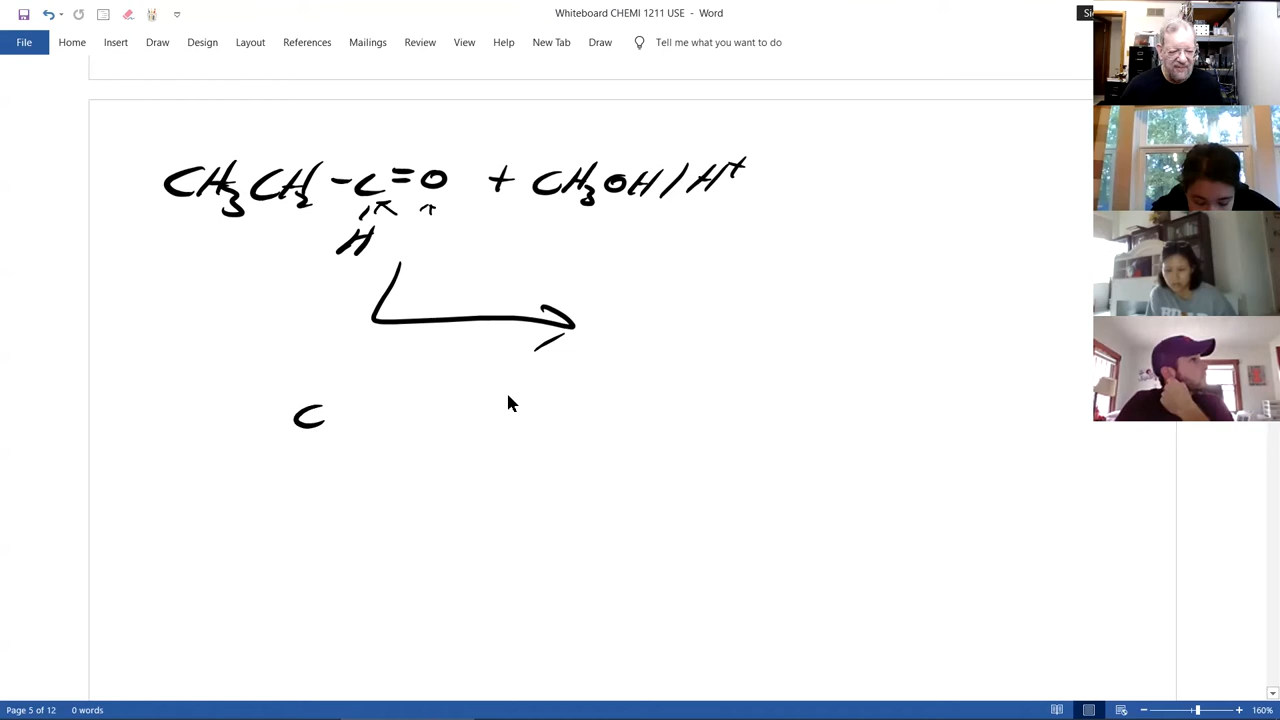 Whiteboard CHEMI 1211 USE - Word
File Home Insert Draw Design Layout References Mailings Review View Help New Tab Draw Tell me what you want to do
CH3CH2-C=O + CH3OH/H+
H
C
Page 5 of 12 0 words
160%